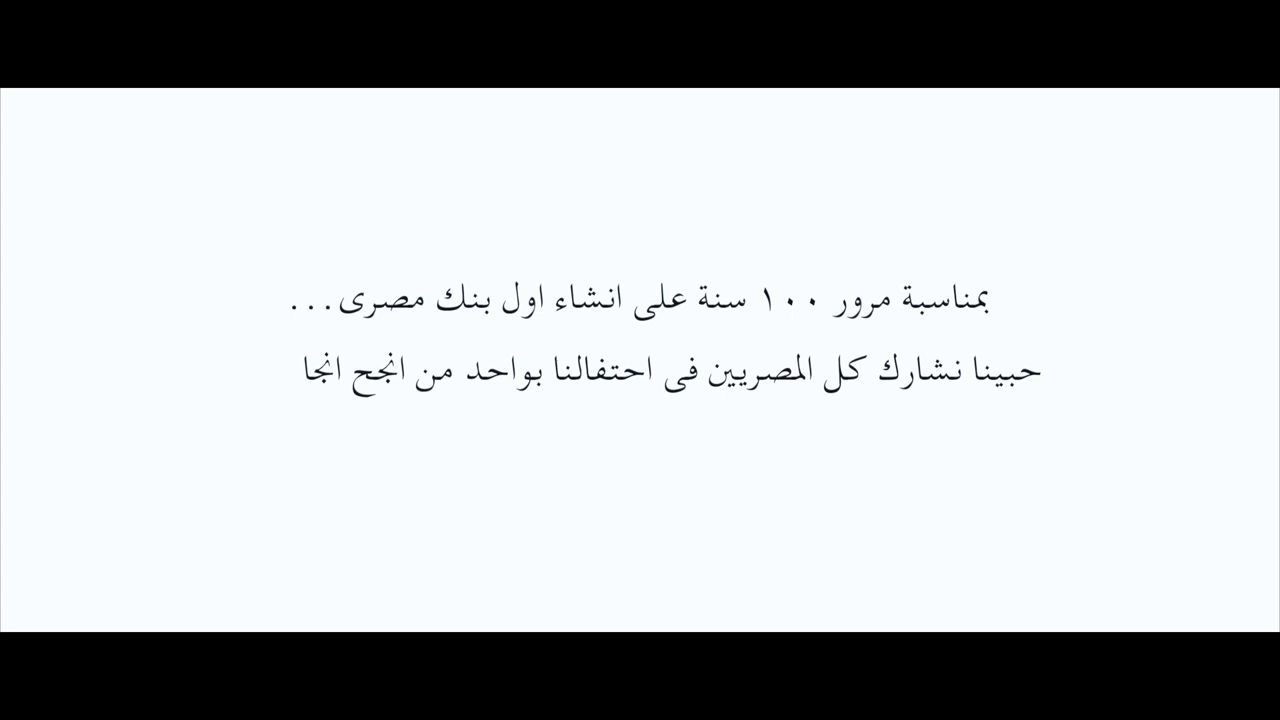 بمناسبة مرور ١٠٠ سنة على انشاء اول بنك مصرى...
حبينا نشارك كل المصريين فى احتفالنا بواحد من انجح انجا